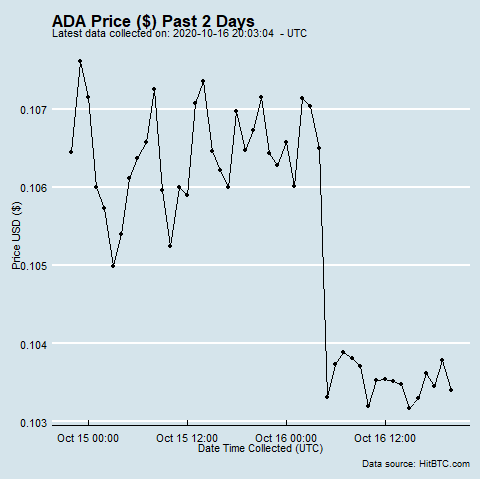 ADA Price ($) Past 2 Days
Latest data collected on: 2020-10-16 20:03:04 - UTC
Price USD ($)
0.107
0.106
0.105
0.104
0.103
Oct 15 00:00
Oct 15 12:00
Oct 16 00:00
Oct 16 12:00
Date Time Collected (UTC)
Data source: HitBTC.com